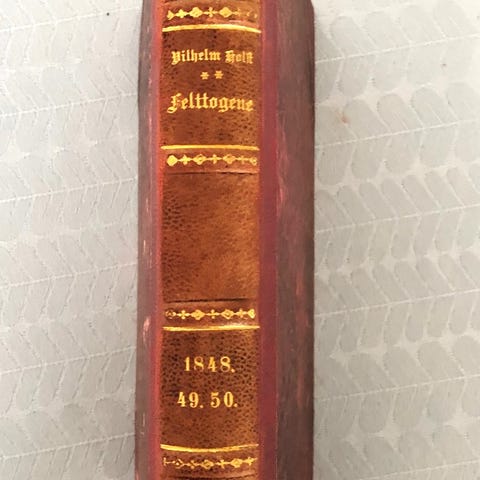 Vilhelm Holst
Felttogene
1848.
49. 50.